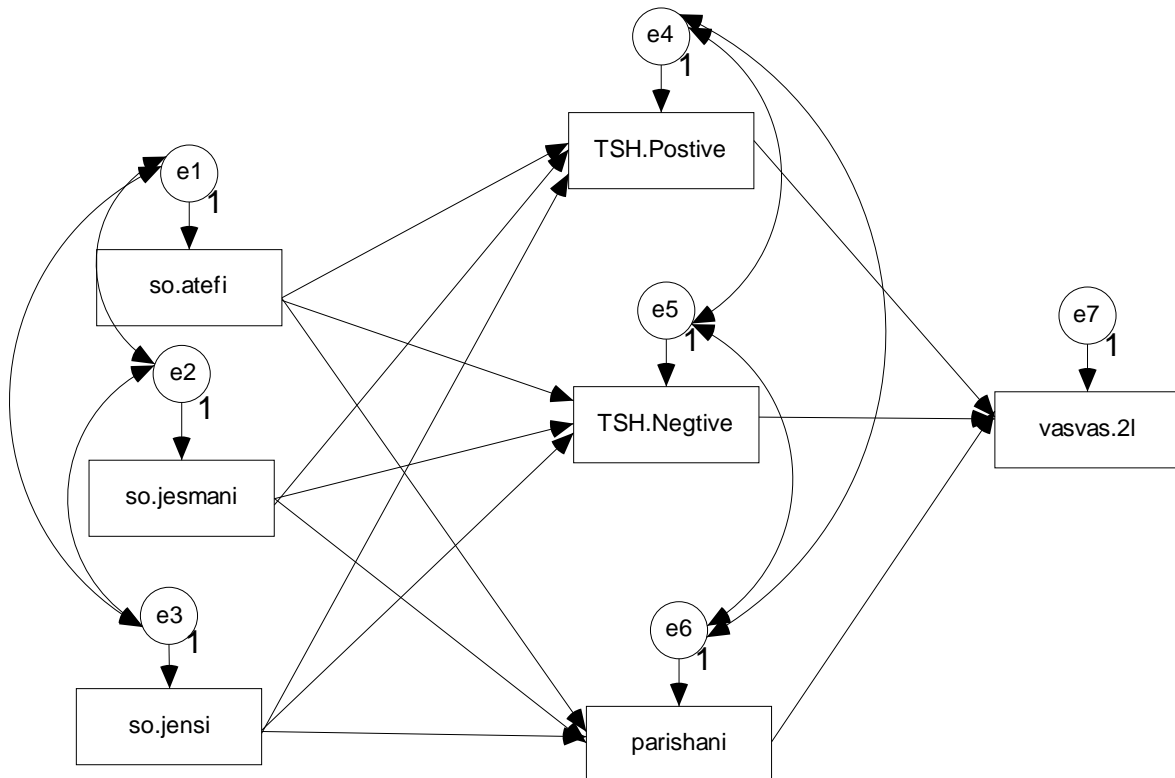 e4
1
TSH.Postive
e1
1
so.atefi
e5
1
TSH.Negtive
e7
1
vasvas.2l
e2
1
so.jesmani
e3
1
so.jensi
e6
1
parishani